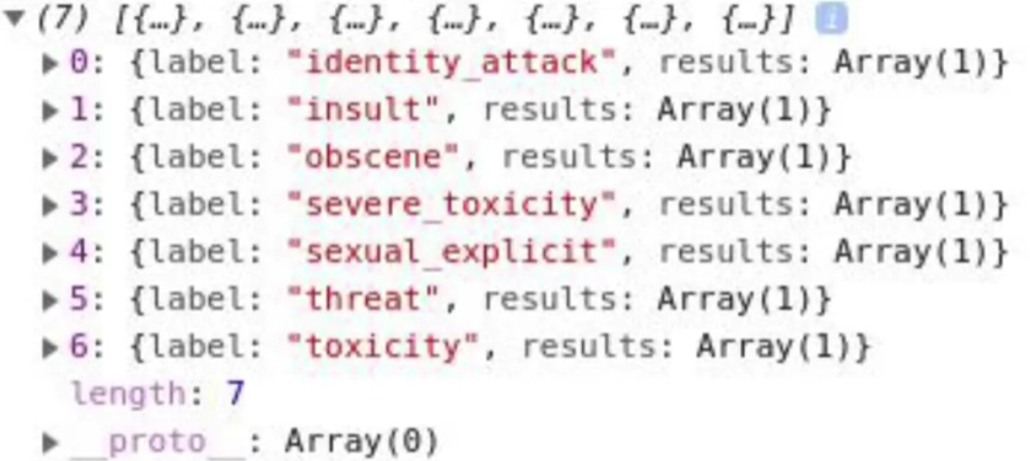 ▼(7) [{…}, {…}, {…}, {…}, {…}, {…}, {…}] i
▶0: {label: "identity_attack", results: Array(1)}
▶1: {label: "insult", results: Array(1)}
▶2: {label: "obscene", results: Array(1)}
▶3: {label: "severe_toxicity", results: Array(1)}
▶4: {label: "sexual_explicit", results: Array(1)}
▶5: {label: "threat", results: Array(1)}
▶6: {label: "toxicity", results: Array(1)}
length: 7
▶__proto__: Array(0)